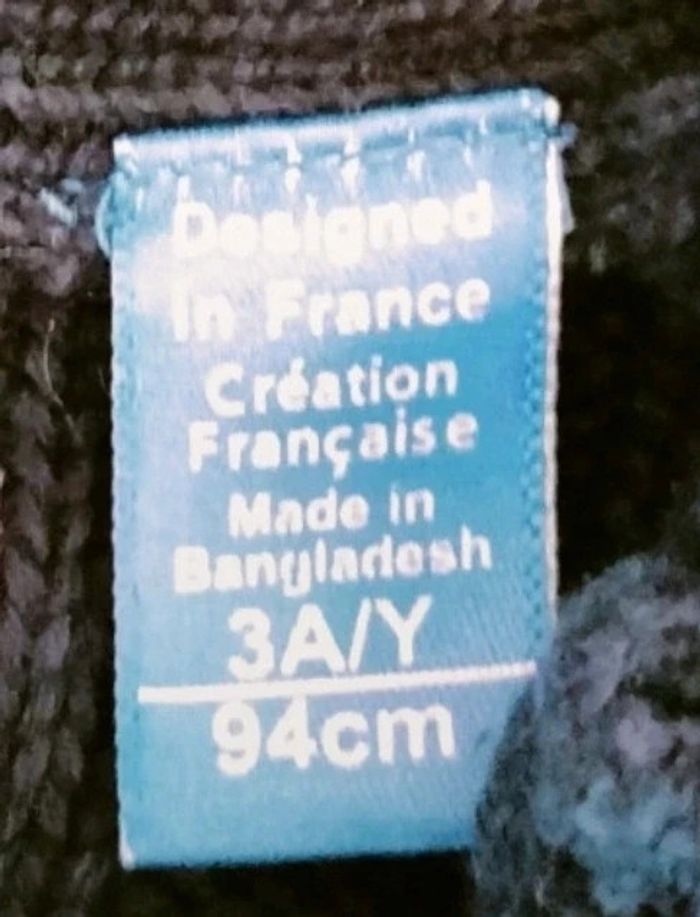 Designed
in France
Création
Française
Made in
Bangladesh
3A/Y
94cm